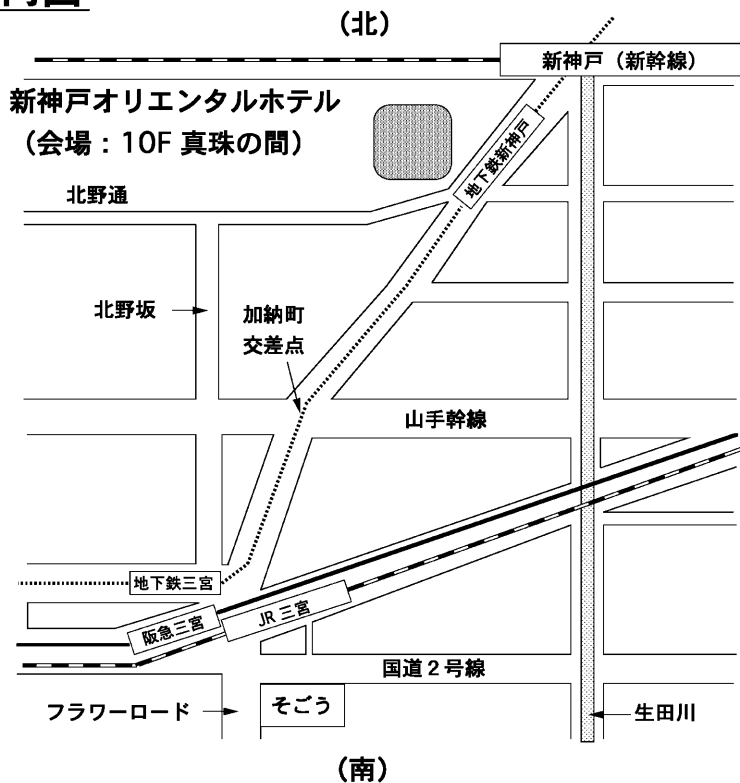 (北)
新神戸（新幹線）
新神戸オリエンタルホテル
（会場：10F 真珠の間）
地下鉄新神戸
北野通
北野坂
加納町
交差点
山手幹線
地下鉄三宮
阪急三宮
JR 三宮
国道２号線
フラワーロード
そごう
生田川
(南)